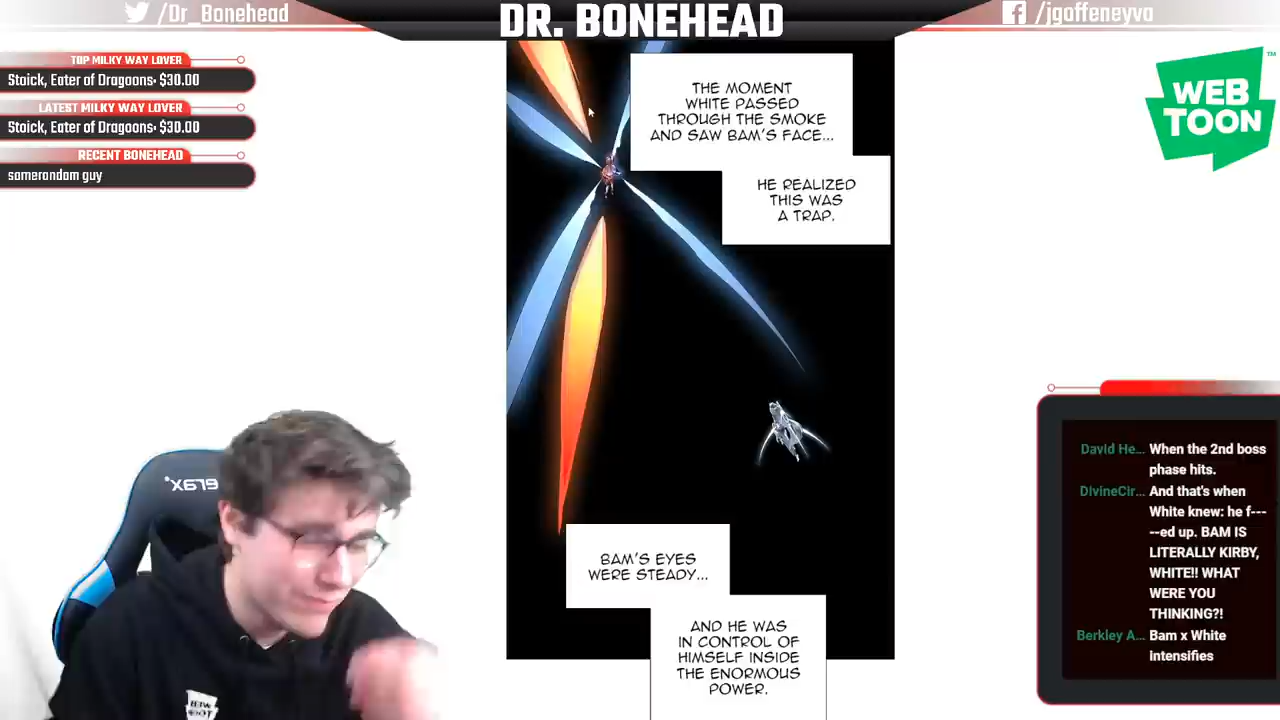 /Dr_Bonehead
DR. BONEHEAD
/jgoffeneyva
TOP MILKY WAY LOVER
Stoick, Eater of Dragoons• $30.00
LATEST MILKY WAY LOVER
Stoick, Eater of Dragoons• $30.00
RECENT BONEHEAD
somerandom guy
THE MOMENT
WHITE PASSED
THROUGH THE SMOKE
AND SAW BAM'S FACE...
HE REALIZED
THIS WAS
A TRAP.
WEB
TOON
TM
BAM'S EYES
WERE STEADY...
AND HE WAS
IN CONTROL OF
HIMSELF INSIDE
THE ENORMOUS
POWER.
David He... When the 2nd boss
phase hits.
DivineCir... And that's when
White knew: he f---
--ed up. BAM IS
LITERALLY KIRBY,
WHITE!! WHAT
WERE YOU
THINKING?!
Berkley A... Bam x White
intensifies